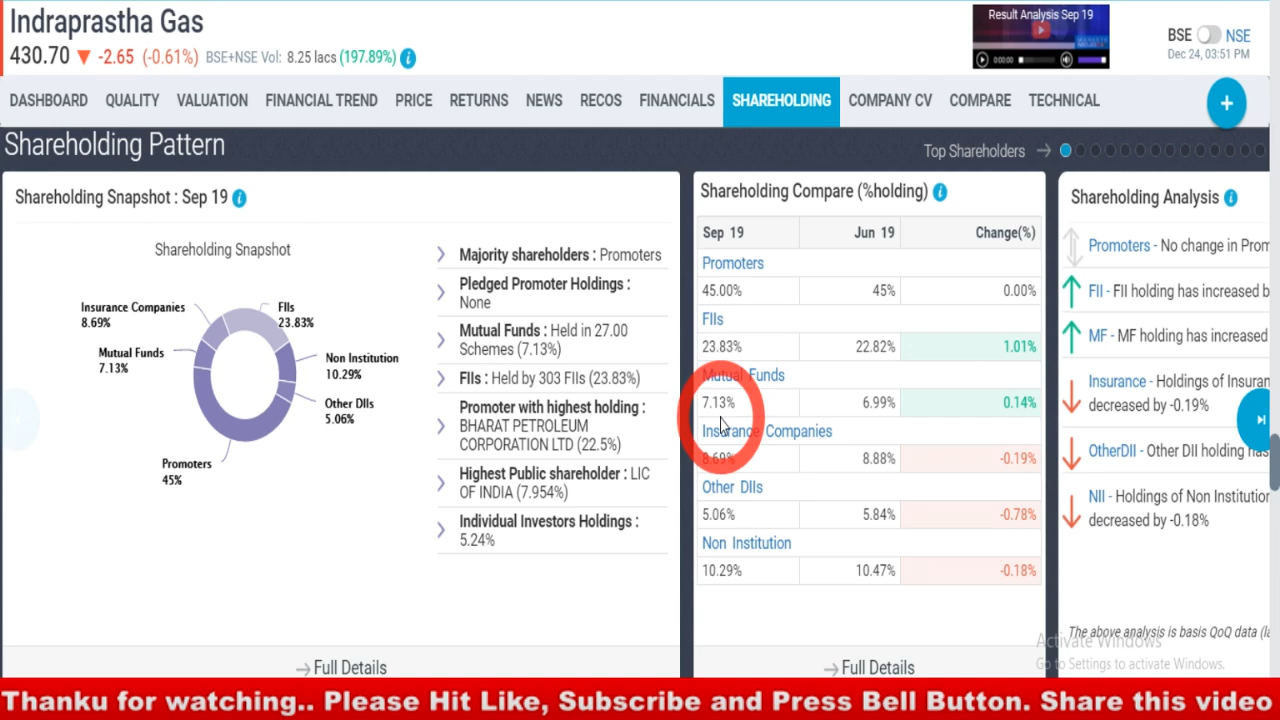 Indraprastha Gas
430.70 ▼ -2.65 (-0.61%) BSE+NSE Vol: 8.25 lacs (197.89%)
Result Analysis Sep 19
0:00:00
BSE NSE
Dec 24, 03:51 PM
DASHBOARD QUALITY VALUATION FINANCIAL TREND PRICE RETURNS NEWS RECOS FINANCIALS SHAREHOLDING COMPANY CV COMPARE TECHNICAL
+
Shareholding Pattern
Top Shareholders →
Shareholding Snapshot : Sep 19
Shareholding Snapshot
Insurance Companies
8.69%
FIIs
23.83%
Mutual Funds
7.13%
Non Institution
10.29%
Other DIIs
5.06%
Promoters
45%
Majority shareholders : Promoters
Pledged Promoter Holdings :
None
Mutual Funds : Held in 27.00
Schemes (7.13%)
FIIs : Held by 303 FIIs (23.83%)
Promoter with highest holding :
BHARAT PETROLEUM
CORPORATION LTD (22.5%)
Highest Public shareholder : LIC
OF INDIA (7.954%)
Individual Investors Holdings :
5.24%
→ Full Details
Shareholding Compare (%holding)
Sep 19 Jun 19 Change(%)
Promoters
45.00% 45% 0.00%
FIIs
23.83% 22.82% 1.01%
Mutual Funds
7.13% 6.99% 0.14%
Insurance Companies
8.69% 8.88% -0.19%
Other DIIs
5.06% 5.84% -0.78%
Non Institution
10.29% 10.47% -0.18%
→ Full Details
Shareholding Analysis
Promoters - No change in Prom
FII - FII holding has increased b
MF - MF holding has increased
Insurance - Holdings of Insuran
decreased by -0.19%
OtherDII - Other DII holding has
NII - Holdings of Non Institution
decreased by -0.18%
The above analysis is basis QoQ data (la
Activate Windows
Go to Settings to activate Windows.
Thanku for watching.. Please Hit Like, Subscribe and Press Bell Button. Share this video